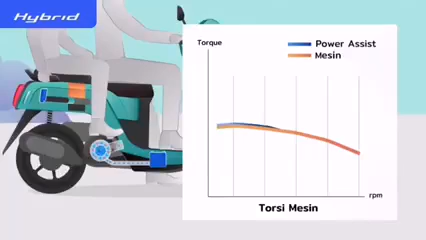 Hybrid
Torque
Power Assist
Mesin
rpm
Torsi Mesin